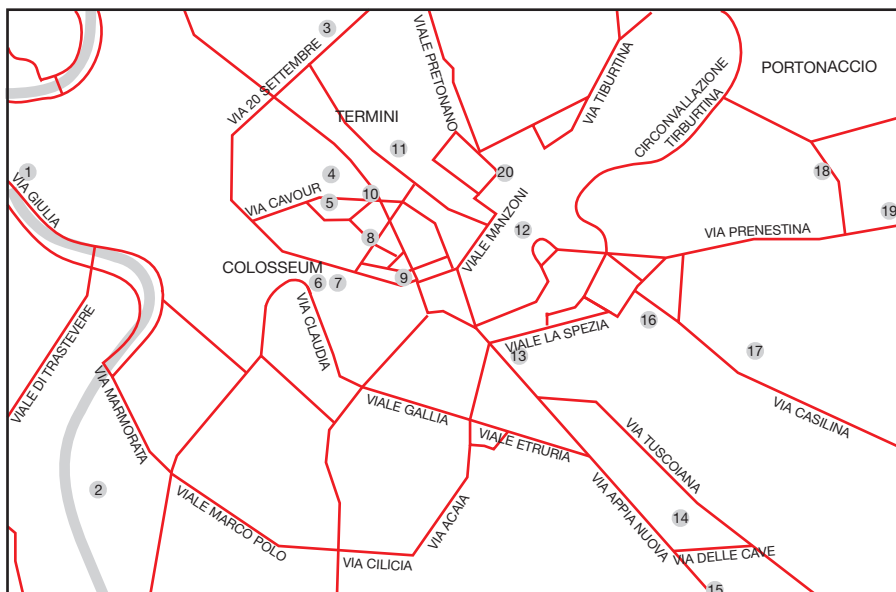 3
VIA 20 SETTEMBRE
VIALE PRETONANO
VIA TIBURTINA
CIRCONVALLAZIONE
TIRBURTINA
PORTONACCIO
TERMINI
11
1
VIA GIULIA
4
VIA CAVOUR
5
10
20
18
19
8
VIALE MANZONI
12
VIA PRENESTINA
COLOSSEUM
6
7
9
VIA CLAUDIA
VIALE DI TRASTEVERE
VIA MARMORATA
VIALE LA SPEZIA
13
16
17
VIA CASILINA
VIALE GALLIA
VIALE ETRURIA
VIA TUSCOIANA
2
VIALE MARCO POLO
VIA CILICIA
VIA ACAIA
VIA APPIA NUOVA
14
VIA DELLE CAVE
15